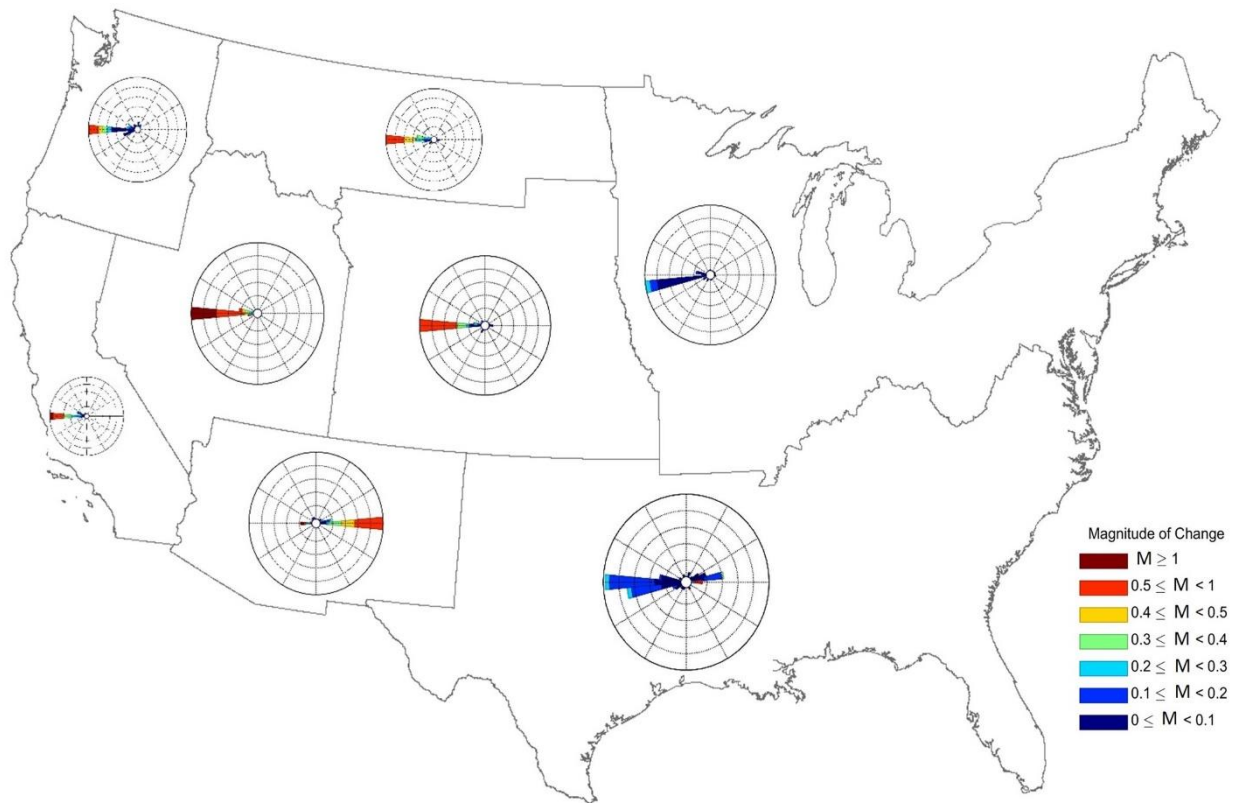 Magnitude of Change
M ≥ 1
0.5 ≤ M < 1
0.4 ≤ M < 0.5
0.3 ≤ M < 0.4
0.2 ≤ M < 0.3
0.1 ≤ M < 0.2
0 ≤ M < 0.1